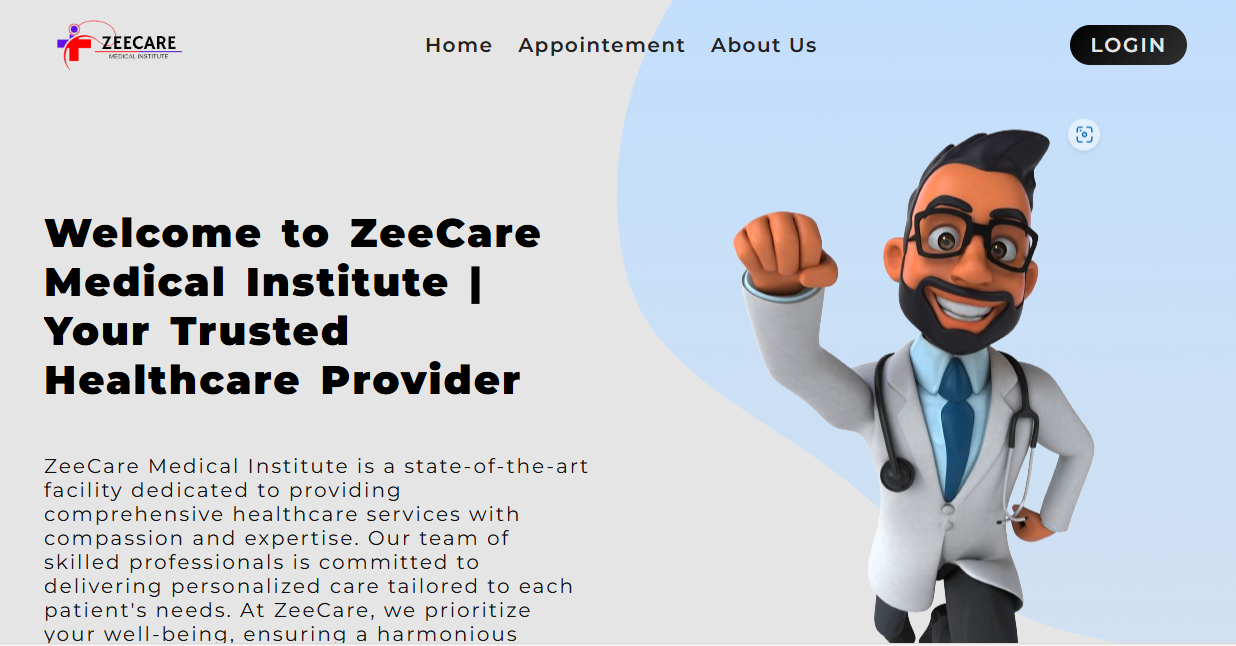 ZEECARE
MEDICAL INSTITUTE
Home Appointement About Us
LOGIN
Welcome to ZeeCare
Medical Institute |
Your Trusted
Healthcare Provider
ZeeCare Medical Institute is a state-of-the-art
facility dedicated to providing
comprehensive healthcare services with
compassion and expertise. Our team of
skilled professionals is committed to
delivering personalized care tailored to each
patient's needs. At ZeeCare, we prioritize
your well-being, ensuring a harmonious